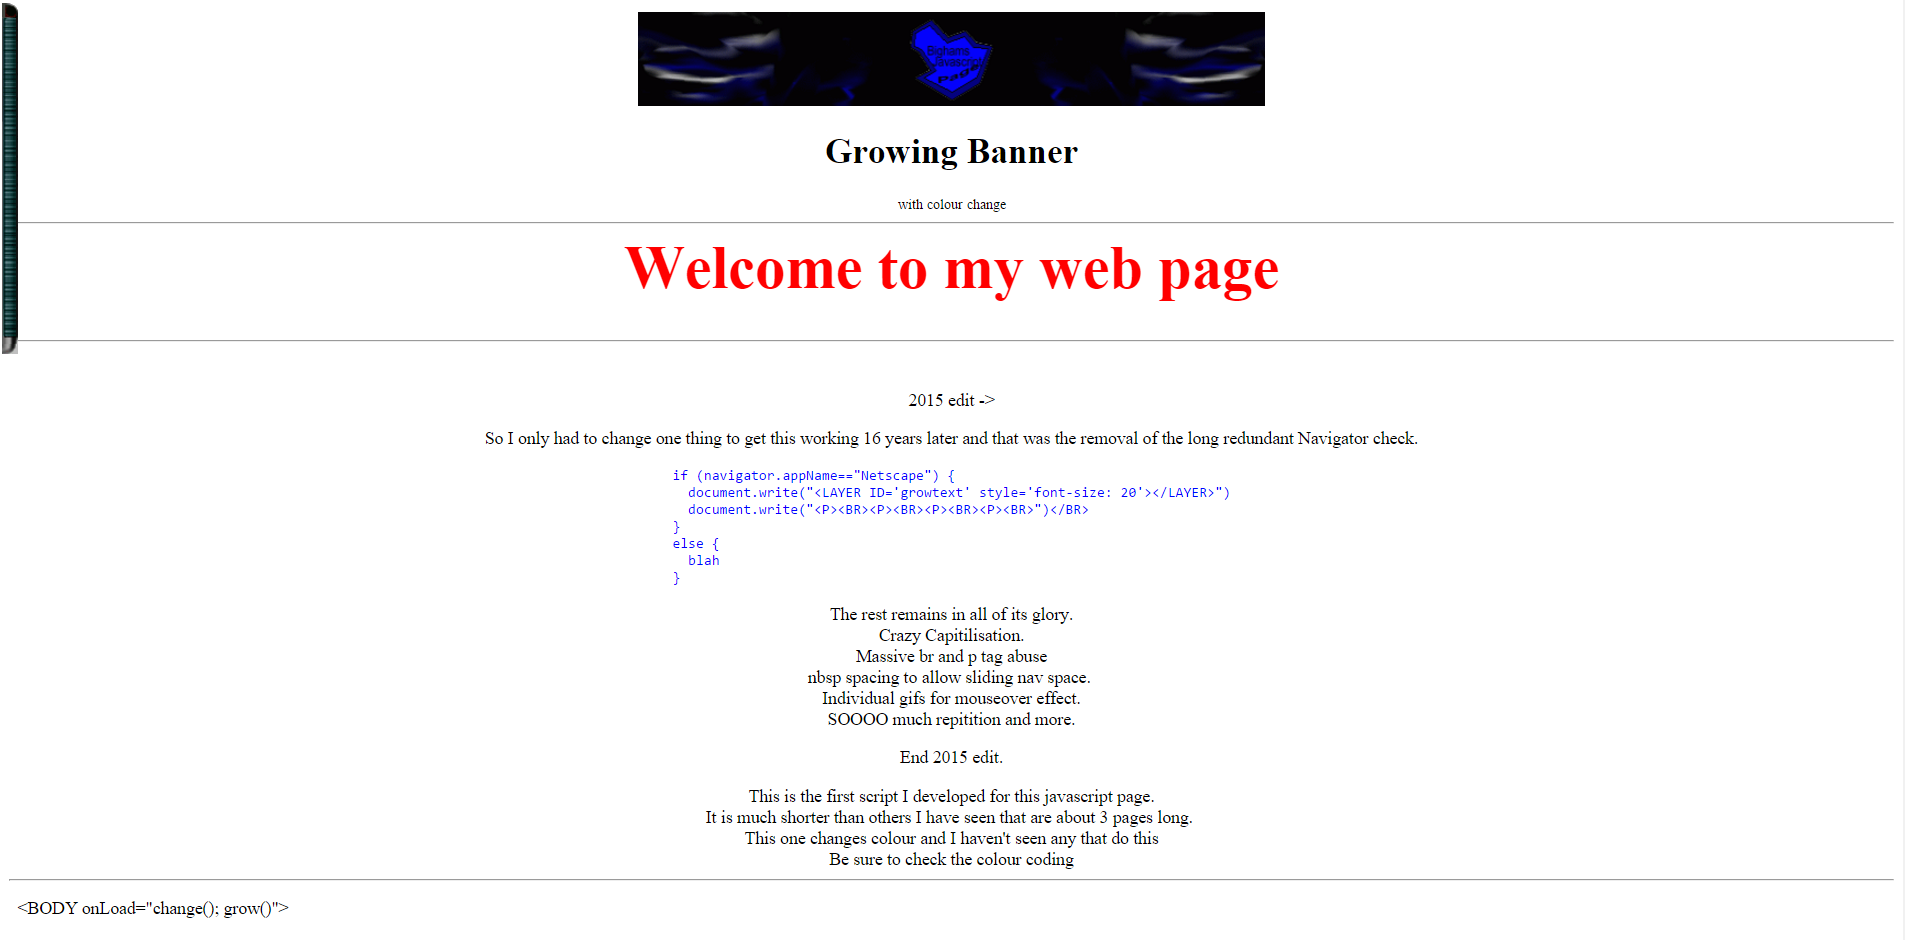 Bighams
Javascript
Page
Growing Banner
with colour change
Welcome to my web page
2015 edit ->
So I only had to change one thing to get this working 16 years later and that was the removal of the long redundant Navigator check.
if (navigator.appName=="Netscape") {
  document.write("<LAYER ID='growtext' style='font-size: 20'></LAYER>")
  document.write("<P><BR><P><BR><P><BR><P><BR>")</BR>
}
else {
  blah
}
The rest remains in all of its glory.
Crazy Capitilisation.
Massive br and p tag abuse
nbsp spacing to allow sliding nav space.
Individual gifs for mouseover effect.
SOOOO much repitition and more.
End 2015 edit.
This is the first script I developed for this javascript page.
It is much shorter than others I have seen that are about 3 pages long.
This one changes colour and I haven't seen any that do this
Be sure to check the colour coding
<BODY onLoad="change(); grow()">